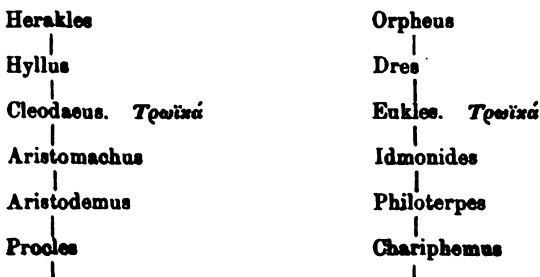 Herakles Orpheus
Hyllus Dres
Cleodaeus. Τρωϊκά Eukles. Τρωϊκά
Aristomachus Idmonides
Aristodemus Philoterpes
Procles Chariphemus